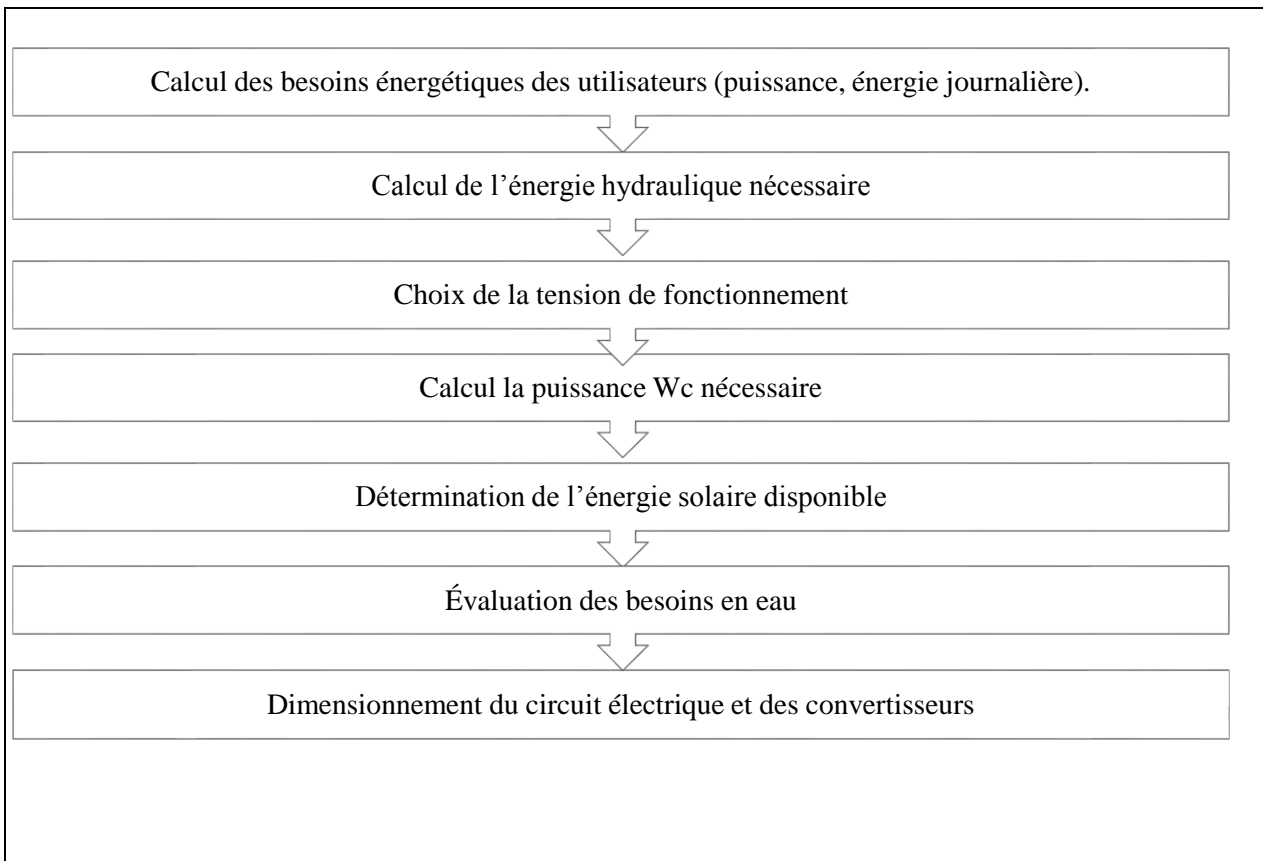 Calcul des besoins énergétiques des utilisateurs (puissance, énergie journalière).
Calcul de l’énergie hydraulique nécessaire
Choix de la tension de fonctionnement
Calcul la puissance Wc nécessaire
Détermination de l’énergie solaire disponible
Évaluation des besoins en eau
Dimensionnement du circuit électrique et des convertisseurs